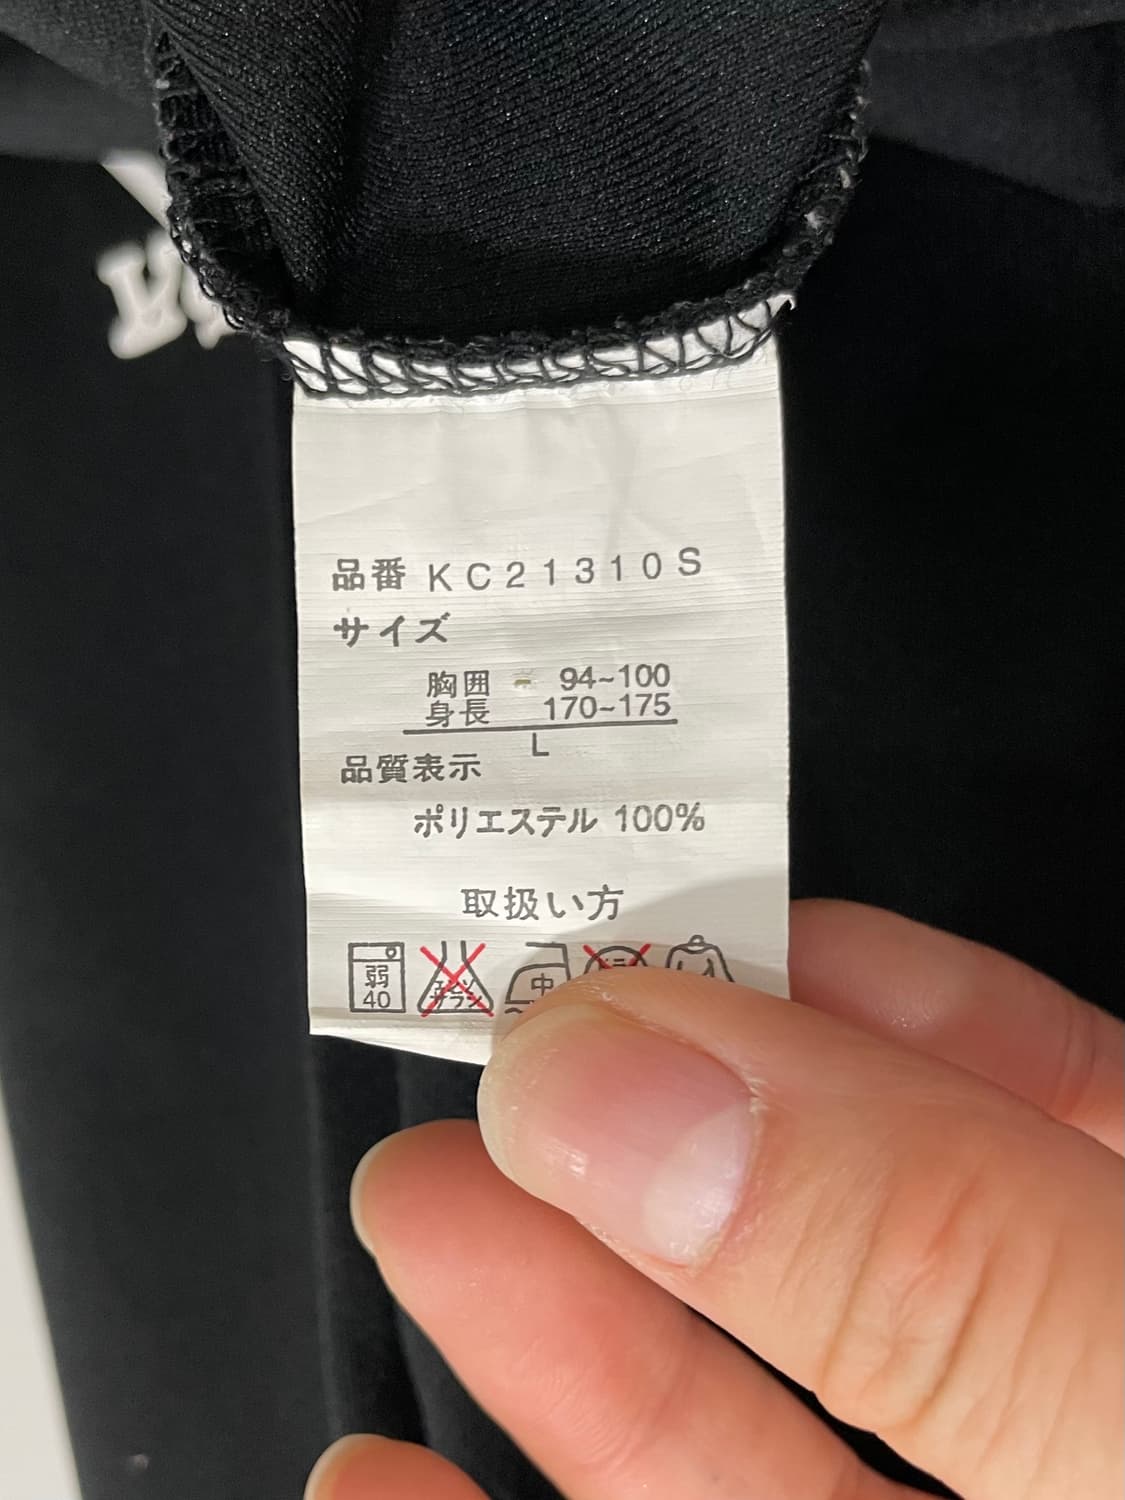 品番 KC21310S
サイズ
胸囲 - 94~100
身長 170~175
L
品質表示
ポリエステル 100%
取扱い方
弱 中
40